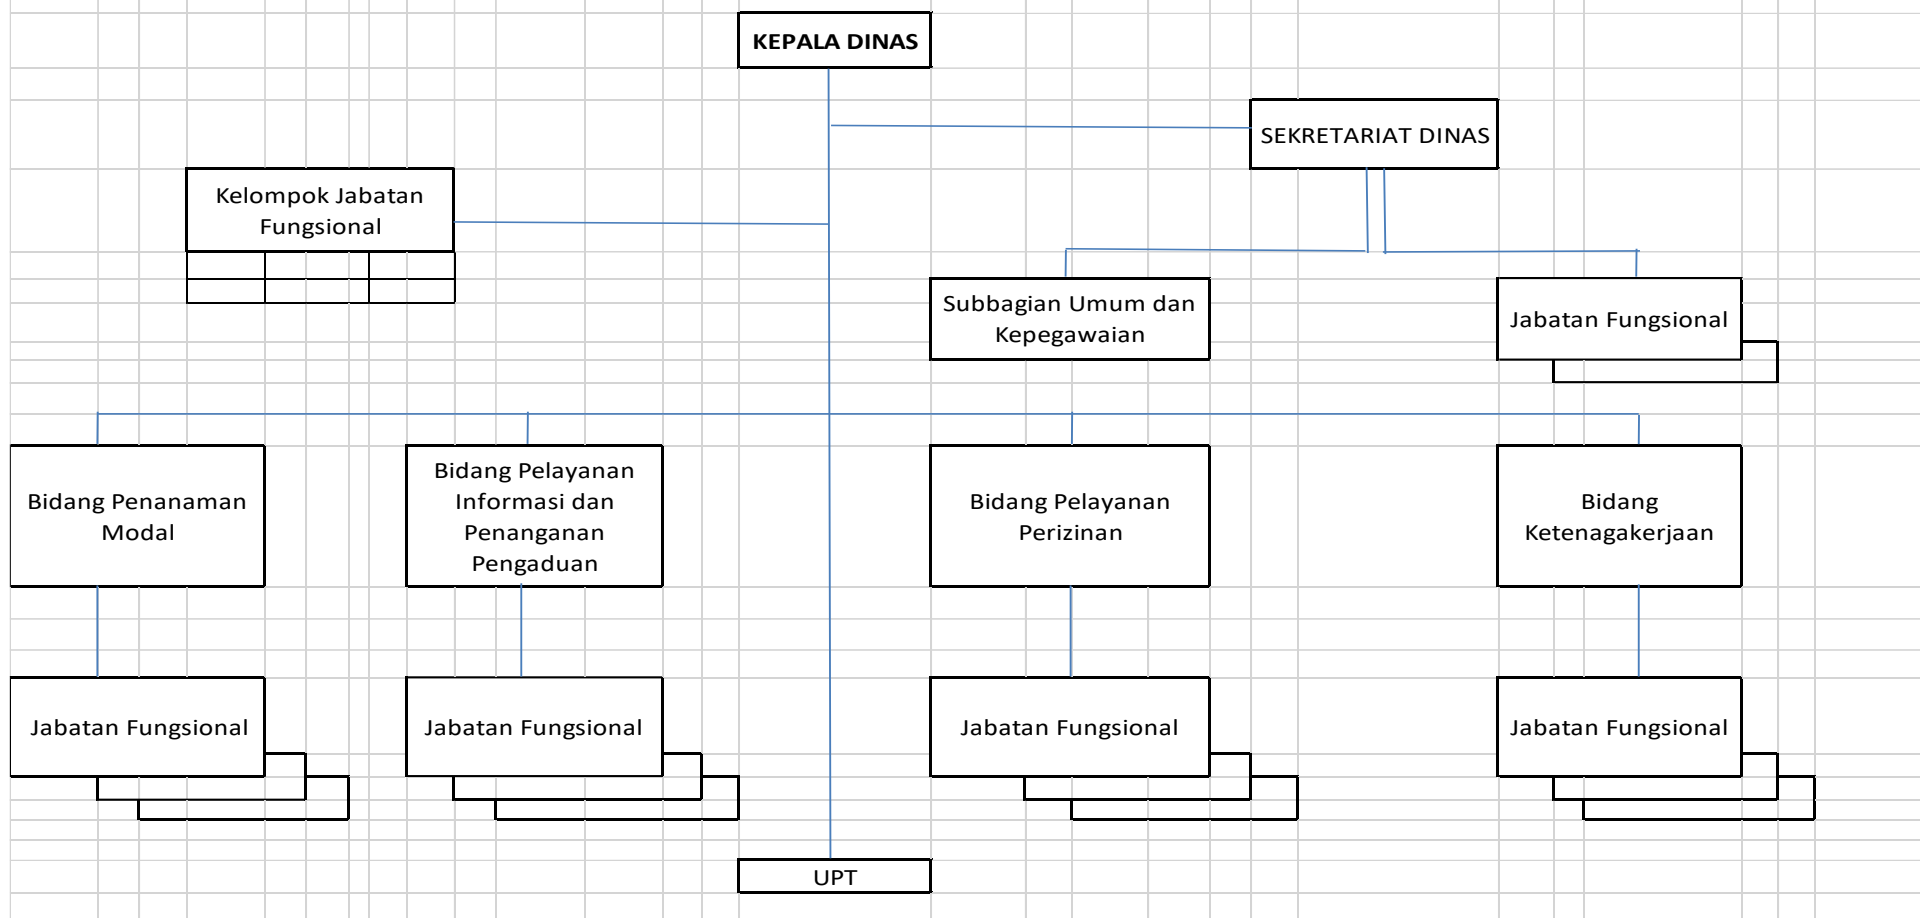 KEPALA DINAS
SEKRETARIAT DINAS
Kelompok Jabatan
Fungsional
Subbagian Umum dan
Kepegawaian
Jabatan Fungsional
Bidang Penanaman
Modal
Bidang Pelayanan
Informasi dan
Penanganan
Pengaduan
Bidang Pelayanan
Perizinan
Bidang
Ketenagakerjaan
Jabatan Fungsional
Jabatan Fungsional
Jabatan Fungsional
Jabatan Fungsional
UPT